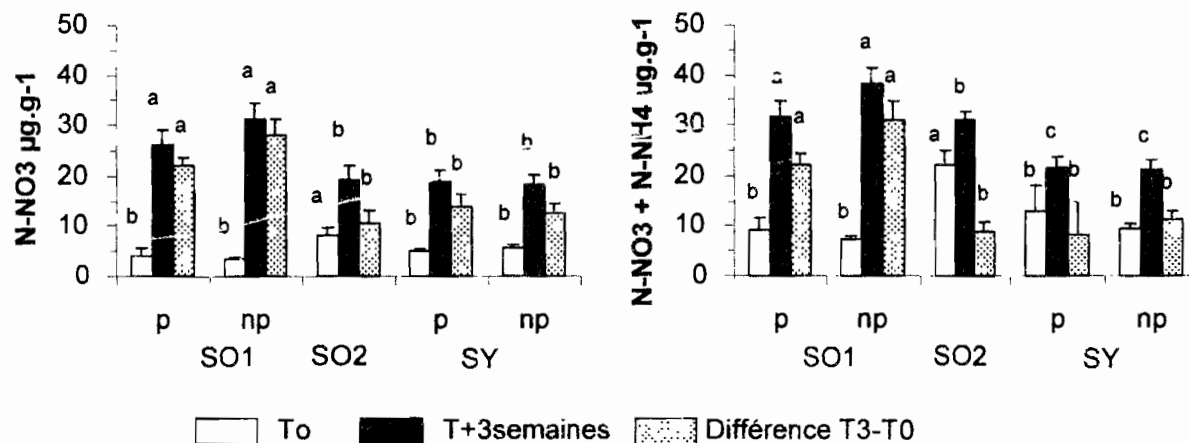 50
40
30
20
10
0
N-NO3 µg.g-1
b a a
b a a
a b b
b b b
b b b
p np p np
SO1 SO2 SY
50
40
30
20
10
0
N-NO3 + N-NH4 ug.g-1
b a a
b a a
a b b
b c b
b c b
p np p np
SO1 SO2 SY
To T+3semaines Différence T3-T0